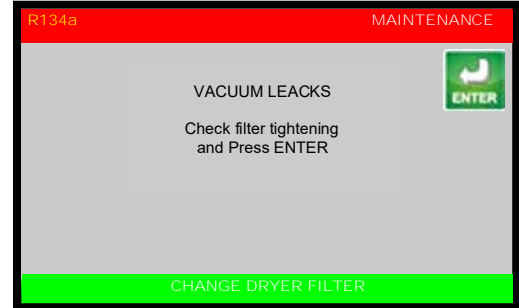 R134a MAINTENANCE
ENTER
VACUUM LEACKS
Check filter tightening
and Press ENTER
CHANGE DRYER FILTER